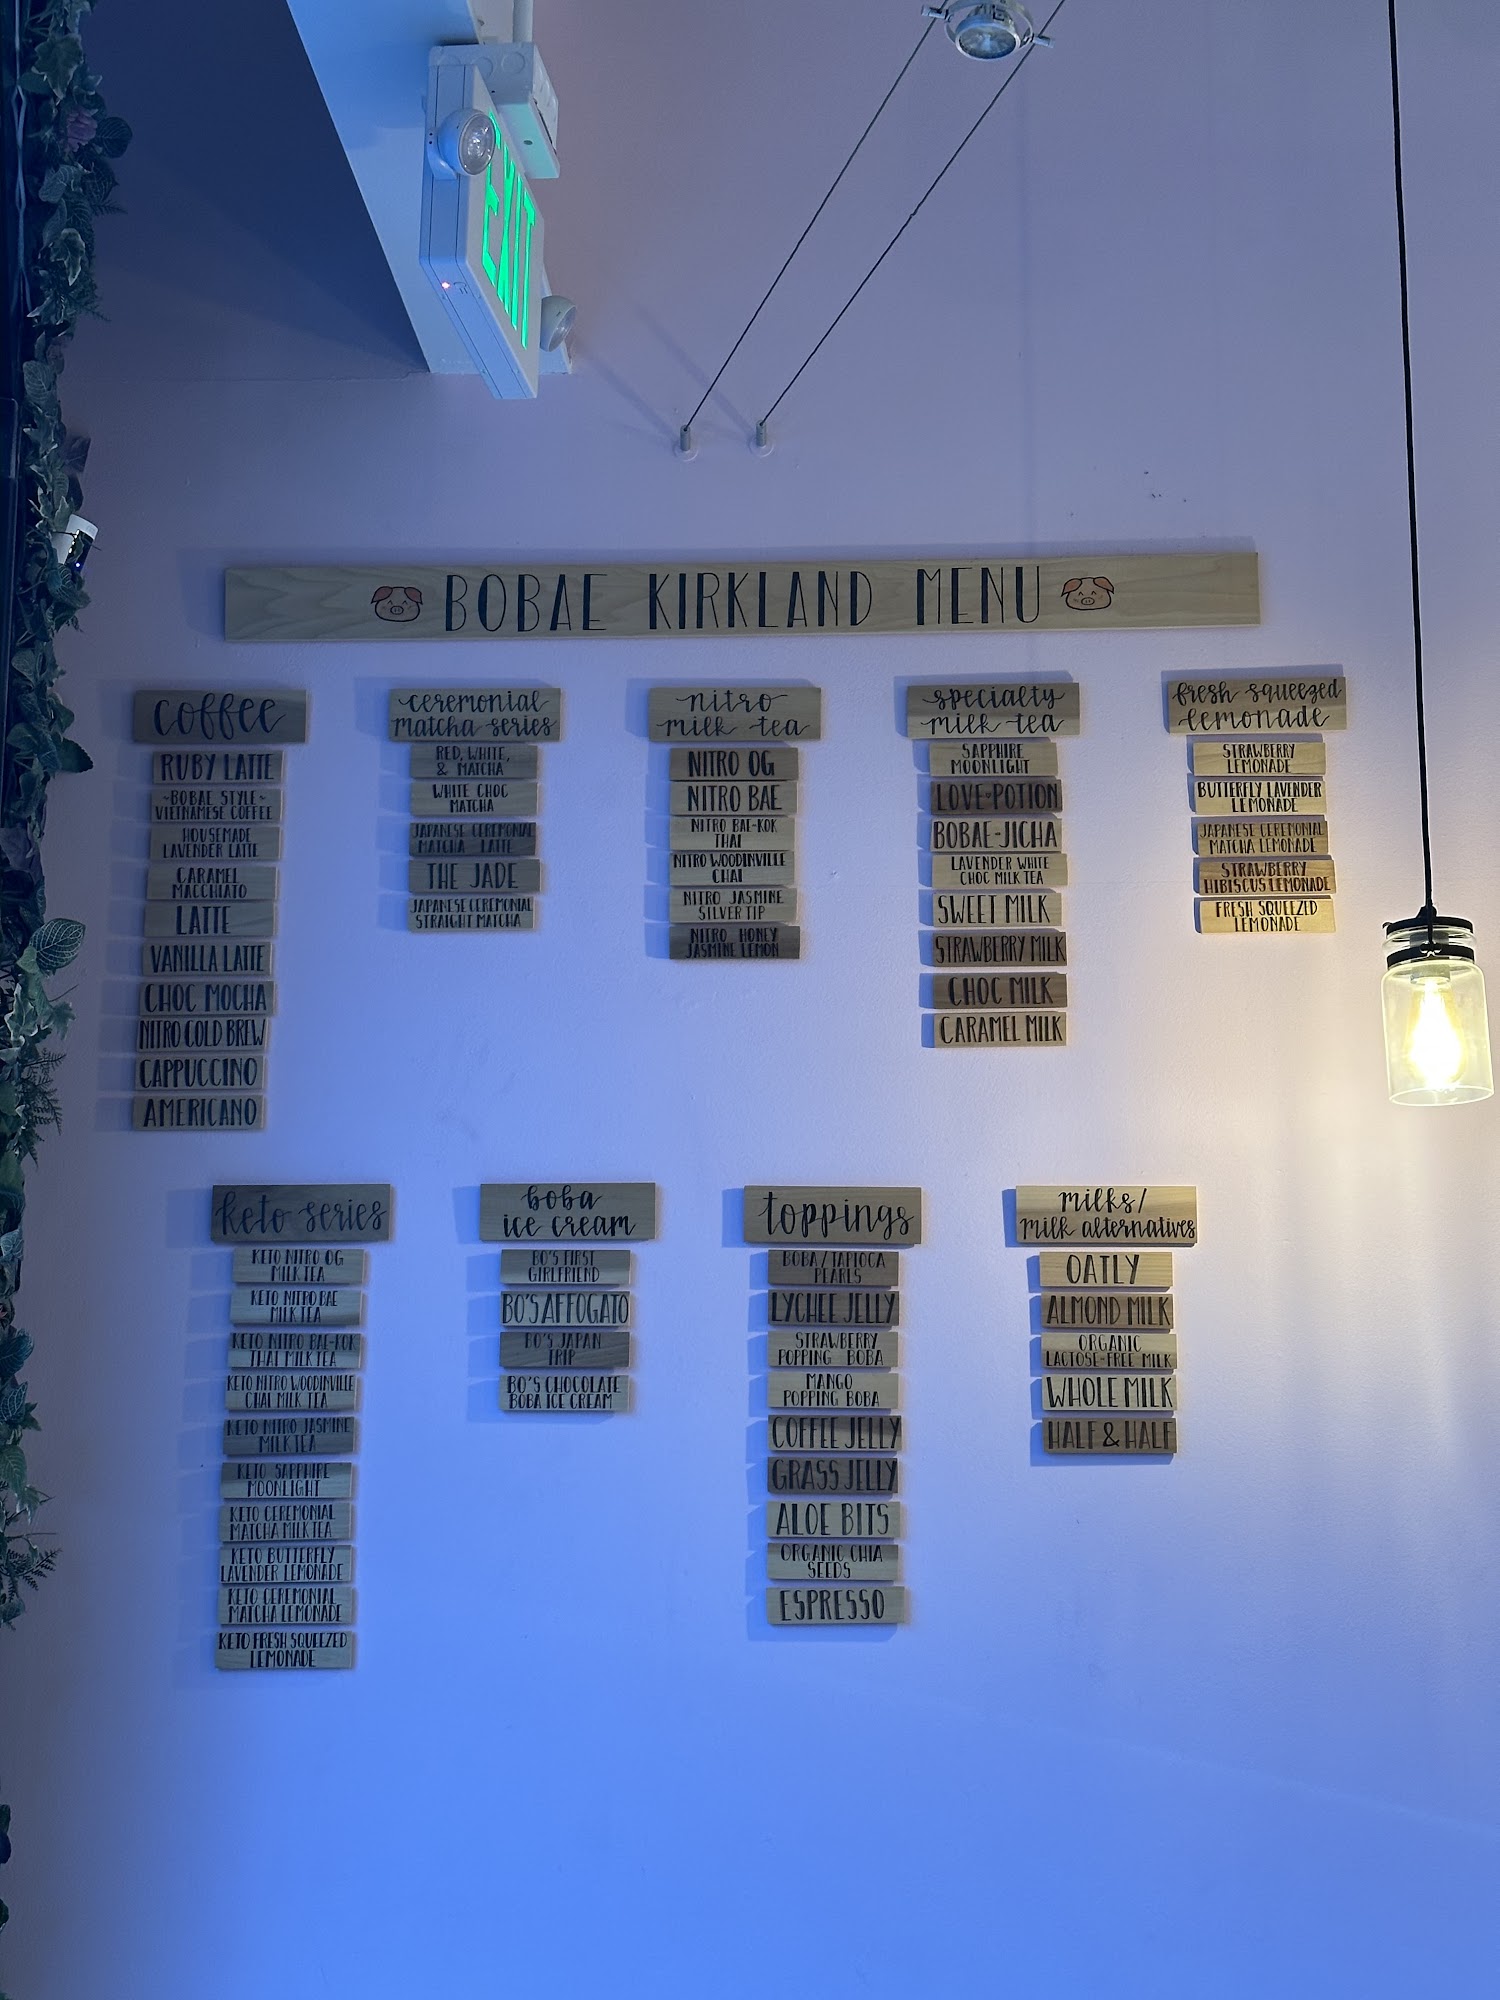 EXIT
BOBAE KIRKLAND MENU
coffee
RUBY LATTE
~BOBAE STYLE~
VIETNAMESE COFFEE
HOUSEMADE
LAVENDER LATTE
CARAMEL
MACCHIATO
LATTE
VANILLA LATTE
CHOC MOCHA
NITRO COLD BREW
CAPPUCCINO
AMERICANO
ceremonial
matcha series
RED, WHITE,
& MATCHA
WHITE CHOC
MATCHA
JAPANESE CEREMONIAL
MATCHA LATTE
THE JADE
JAPANESE CEREMONIAL
STRAIGHT MATCHA
nitro
milk tea
NITRO OG
NITRO BAE
NITRO BAE-KOK
THAI
NITRO WOODINVILLE
CHAI
NITRO JASMINE
SILVER TIP
NITRO HONEY
JASMINE LEMON
specialty
milk tea
SAPPHIRE
MOONLIGHT
LOVE-POTION
BOBAE-JICHA
LAVENDER WHITE
CHOC MILK TEA
SWEET MILK
STRAWBERRY MILK
CHOC MILK
CARAMEL MILK
fresh squeezed
lemonade
STRAWBERRY
LEMONADE
BUTTERFLY LAVENDER
LEMONADE
JAPANESE CEREMONIAL
MATCHA LEMONADE
STRAWBERRY
HIBISCUS LEMONADE
FRESH SQUEEZED
LEMONADE
keto series
KETO NITRO OG
MILK TEA
KETO NITRO BAE
MILK TEA
KETO NITRO BAE-KOK
THAI MILK TEA
KETO NITRO WOODINVILLE
CHAI MILK TEA
KETO NITRO JASMINE
MILK TEA
KETO SAPPHIRE
MOONLIGHT
KETO CEREMONIAL
MATCHA MILK TEA
KETO BUTTERFLY
LAVENDER LEMONADE
KETO CEREMONIAL
MATCHA LEMONADE
KETO FRESH SQUEEZED
LEMONADE
boba
ice cream
BO'S FIRST
GIRLFRIEND
BO'S AFFOGATO
BO'S JAPAN
TRIP
BO'S CHOCOLATE
BOBA ICE CREAM
toppings
BOBA/TAPIOCA
PEARLS
LYCHEE JELLY
STRAWBERRY
POPPING BOBA
MANGO
POPPING BOBA
COFFEE JELLY
GRASS JELLY
ALOE BITS
ORGANIC CHIA
SEEDS
ESPRESSO
milks/
milk alternatives
OATLY
ALMOND MILK
ORGANIC
LACTOSE-FREE MILK
WHOLE MILK
HALF & HALF